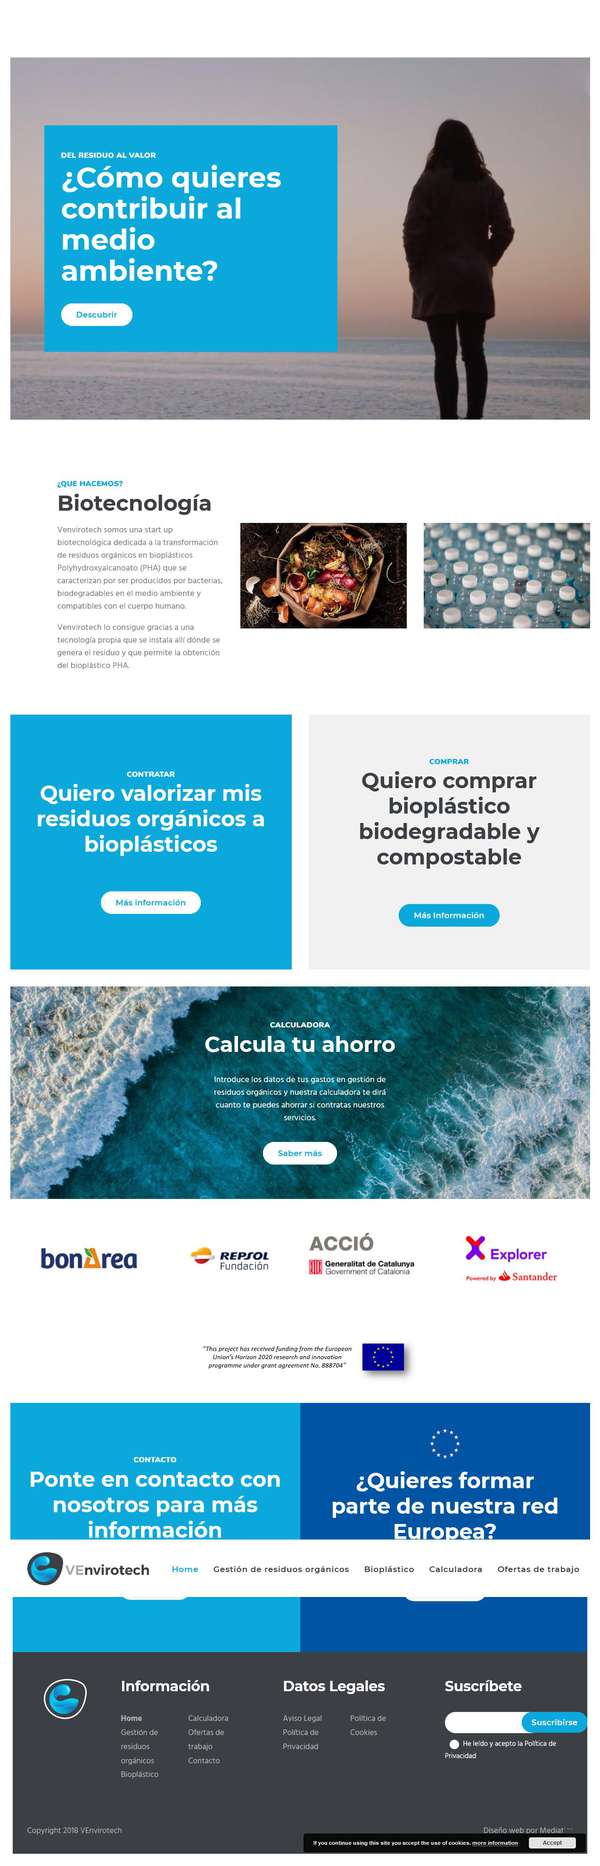 DEL RESIDUO AL VALOR
¿Cómo quieres
contribuir al
medio
ambiente?
Descubrir
¿QUE HACEMOS?
Biotecnología
Venvirotech somos una start up
biotecnológica dedicada a la transformación
de residuos orgánicos en bioplásticos
Polyhydroxyalcanoato (PHA) que se
caracterizan por ser producidos por bacterias,
biodegradables en el medio ambiente y
compatibles con el cuerpo humano.
Venvirotech lo consigue gracias a una
tecnología propia que se instala allí dónde se
genera el residuo y que permite la obtención
del bioplástico PHA.
CONTRATAR
Quiero valorizar mis
residuos orgánicos a
bioplásticos
Más información
COMPRAR
Quiero comprar
bioplástico
biodegradable y
compostable
Más Información
CALCULADORA
Calcula tu ahorro
Introduce los datos de tus gastos en gestión de
residuos orgánicos y nuestra calculadora te dirá
cuanto te puedes ahorrar si contratas nuestros
servicios.
Saber más
bonÀrea
REPSOL
Fundación
ACCIÓ
Generalitat de Catalunya
Government of Catalonia
X Explorer
Powered by Santander
"This project has received funding from the European
Union's Horizon 2020 research and innovation
programme under grant agreement No. 888704"
CONTACTO
Ponte en contacto con
nosotros para más
información
¿Quieres formar
parte de nuestra red
Europea?
VEnvirotech
Home
Gestión de residuos orgánicos
Bioplástico
Calculadora
Ofertas de trabajo
Información
Home
Gestión de
residuos
orgánicos
Bioplástico
Calculadora
Ofertas de
trabajo
Contacto
Datos Legales
Aviso Legal
Política de
Privacidad
Política de
Cookies
Suscríbete
Suscribirse
He leído y acepto la Política de
Privacidad
Copyright 2018 VEnvirotech
Diseño web por
If you continue using this site you accept the use of cookies. more information
Accept